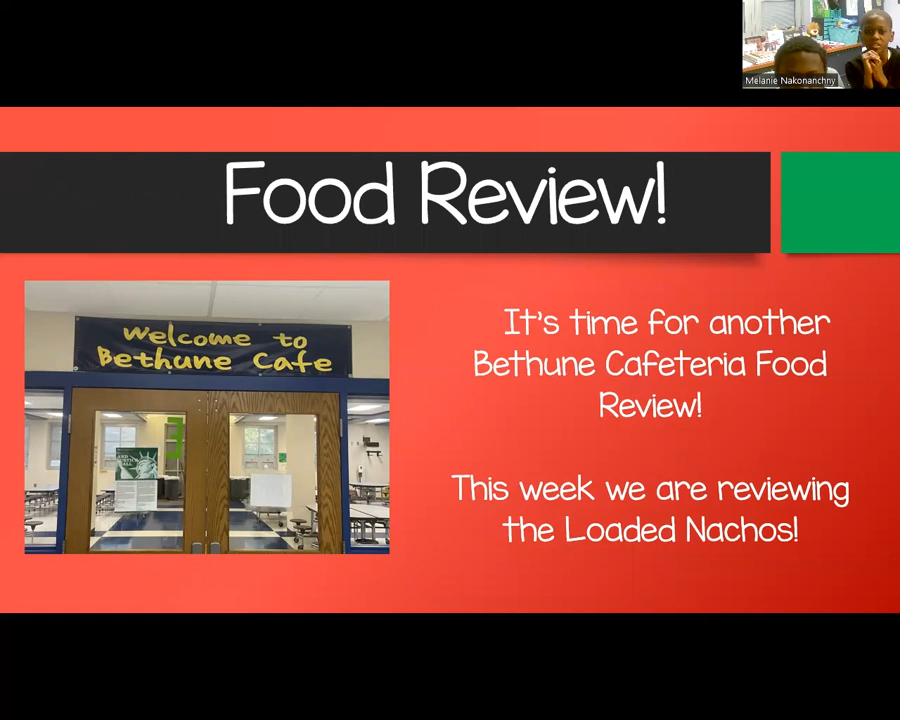 Melanie Nakonanchny
Food Review!
Welcome to
Bethune Cafe
It's time for another
Bethune Cafeteria Food
Review!
This week we are reviewing
the Loaded Nachos!